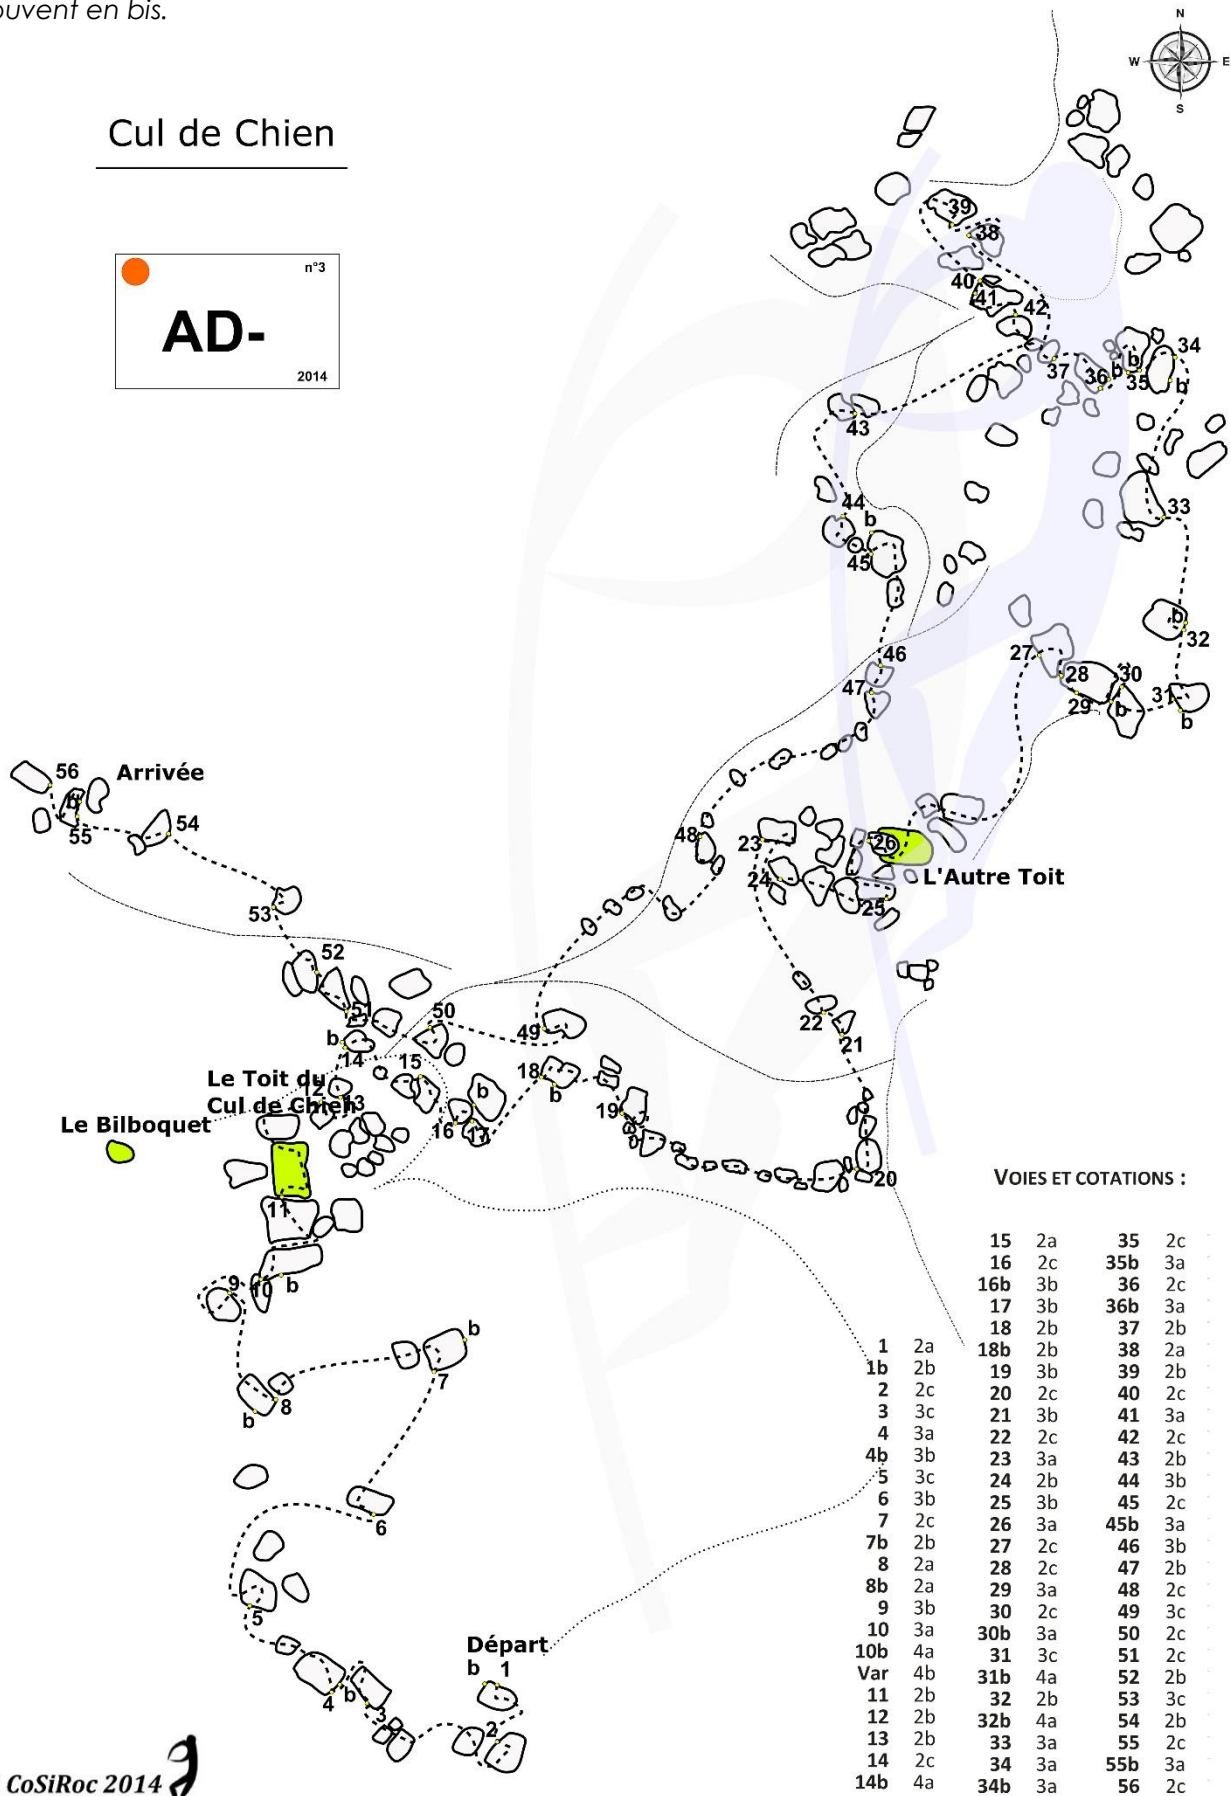 ouvent en bis.
N
W E
S
Cul de Chien
n°3
AD-
2014
39
38
40
41
42
37
36
b
b
35
34
b
43
44
b
45
33
b
32
46
47
27
28
29
30
b
31
b
56
Arrivée
b
55
54
48
23
26
24
L'Autre Toit
25
53
52
51
50
49
22
21
b
14
15
18
b
Le Toit du
12
Cul de Chien
13
b
19
Le Bilboquet
16
17
20
11
9
10
b
b
7
8
b
6
5
Départ
b 1
4
b
3
2
CoSiRoc 2014
VOIES ET COTATIONS :
1 2a
1b 2b
2 2c
3 3c
4 3a
4b 3b
5 3c
6 3b
7 2c
7b 2b
8 2a
8b 2a
9 3b
10 3a
10b 4a
Var 4b
11 2b
12 2b
13 2b
14 2c
14b 4a
15 2a
16 2c
16b 3b
17 3b
18 2b
18b 2b
19 3b
20 2c
21 3b
22 2c
23 3a
24 2b
25 3b
26 3a
27 2c
28 2c
29 3a
30 2c
30b 3a
31 3c
31b 4a
32 2b
32b 4a
33 3a
34 3a
34b 3a
35 2c
35b 3a
36 2c
36b 3a
37 2b
38 2a
39 2b
40 2c
41 3a
42 2c
43 2b
44 3b
45 2c
45b 3a
46 3b
47 2b
48 2c
49 3c
50 2c
51 2c
52 2b
53 3c
54 2b
55 2c
55b 3a
56 2c